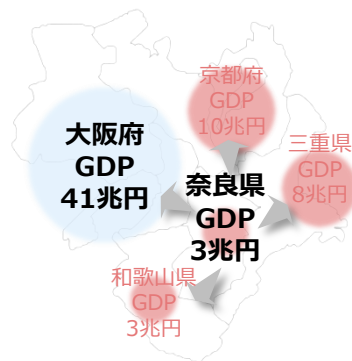 京都府
GDP
10兆円
大阪府
GDP
41兆円
三重県
GDP
8兆円
奈良県
GDP
3兆円
和歌山県
GDP
3兆円